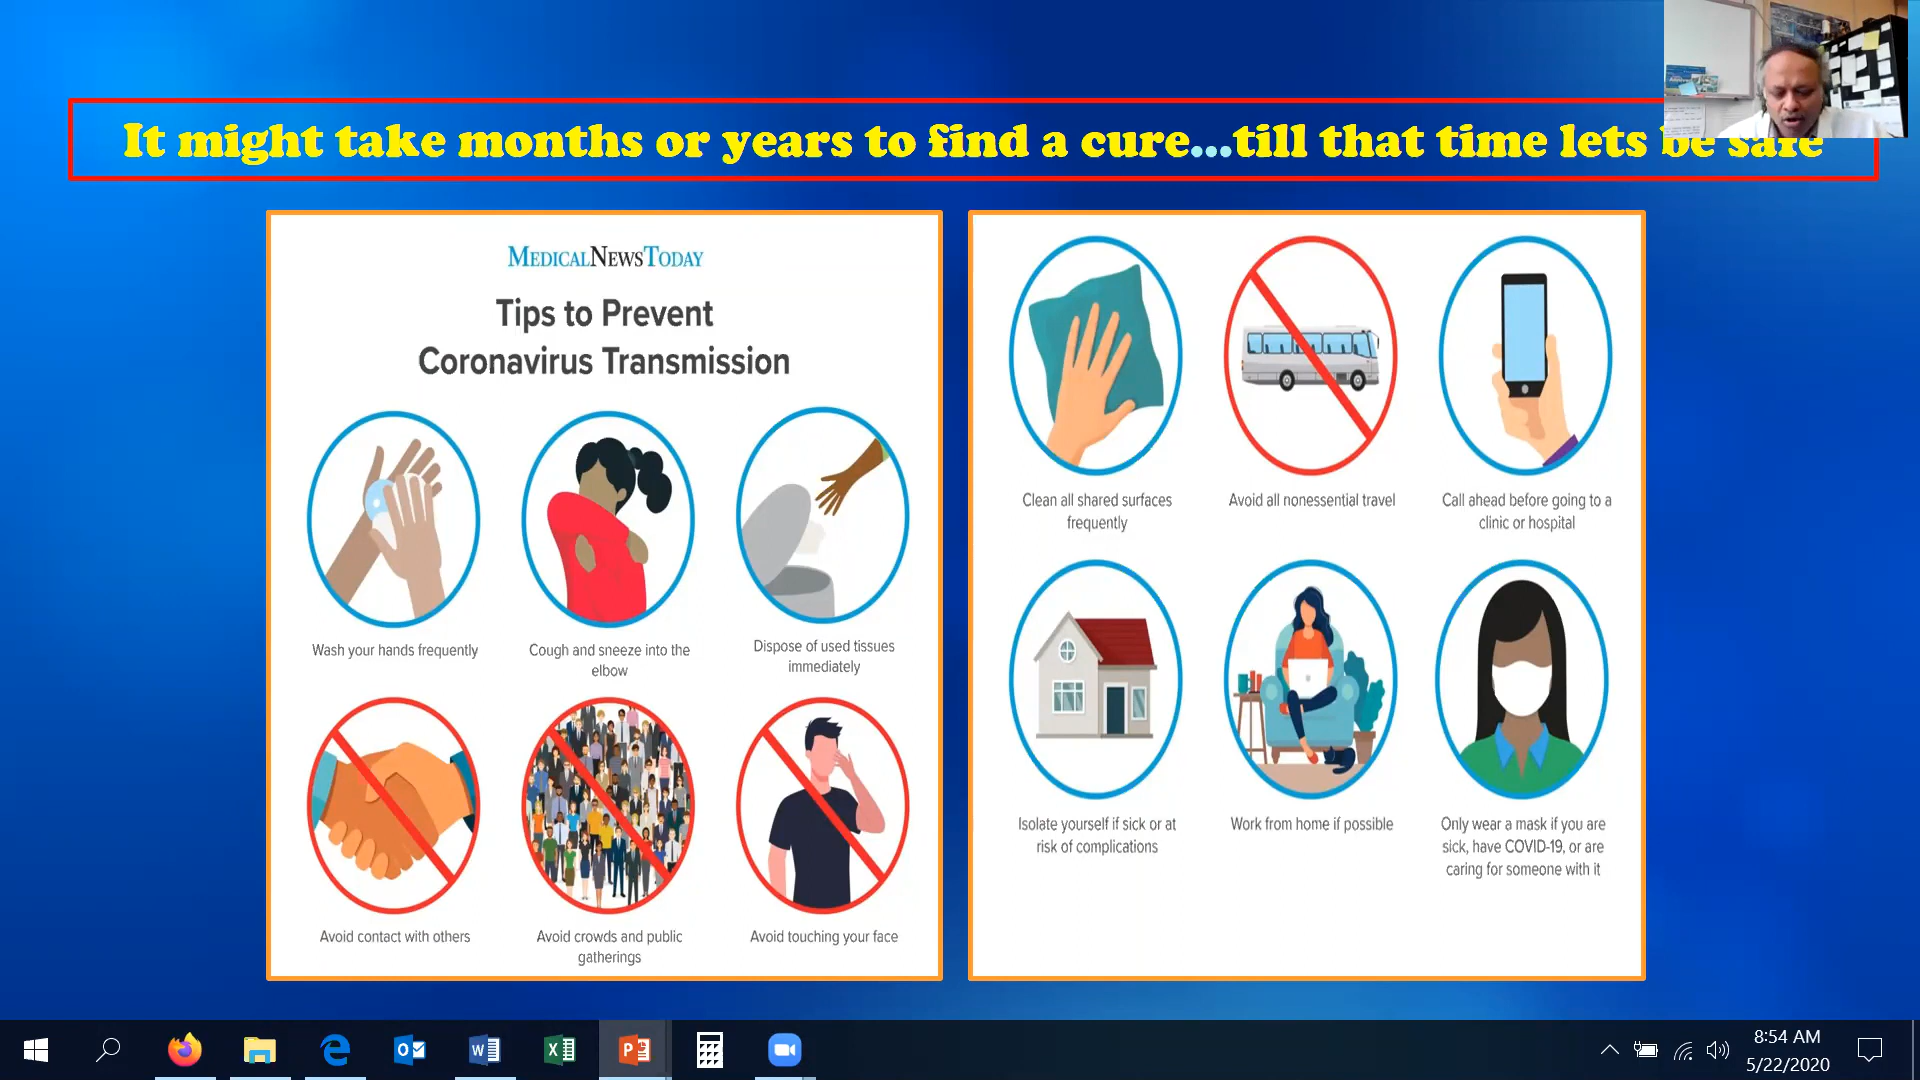 It might take months or years to find a cure...till that time lets be safe
MEDICALNEWSTODAY
Tips to Prevent
Coronavirus Transmission
Wash your hands frequently
Cough and sneeze into the
elbow
Dispose of used tissues
immediately
Avoid contact with others
Avoid crowds and public
gatherings
Avoid touching your face
Clean all shared surfaces
frequently
Avoid all nonessential travel
Call ahead before going to a
clinic or hospital
Isolate yourself if sick or at
risk of complications
Work from home if possible
Only wear a mask if you are
sick, have COVID-19, or are
caring for someone with it
8:54 AM
5/22/2020